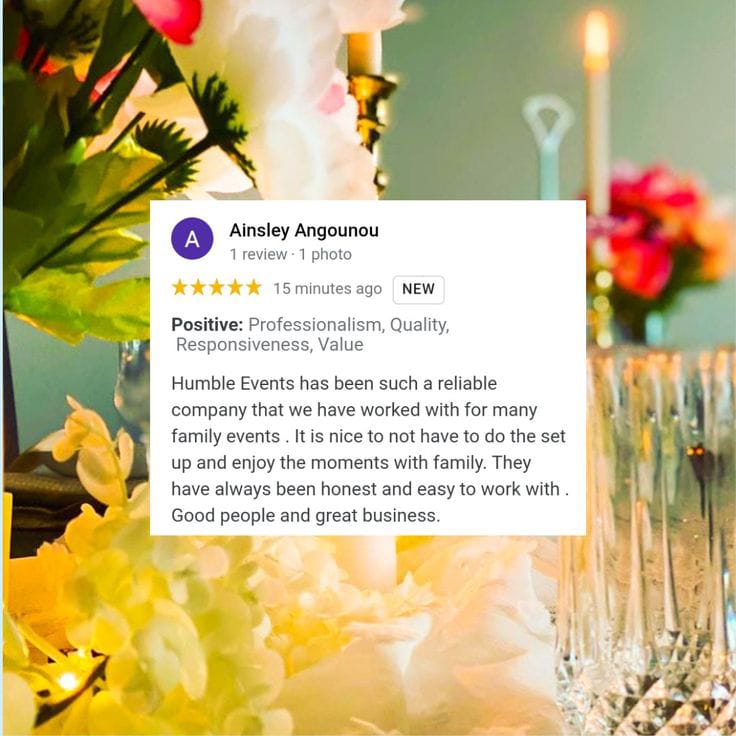 A
Ainsley Angounou
1 review · 1 photo
★★★★★ 15 minutes ago NEW
Positive: Professionalism, Quality,
Responsiveness, Value
Humble Events has been such a reliable
company that we have worked with for many
family events . It is nice to not have to do the set
up and enjoy the moments with family. They
have always been honest and easy to work with .
Good people and great business.